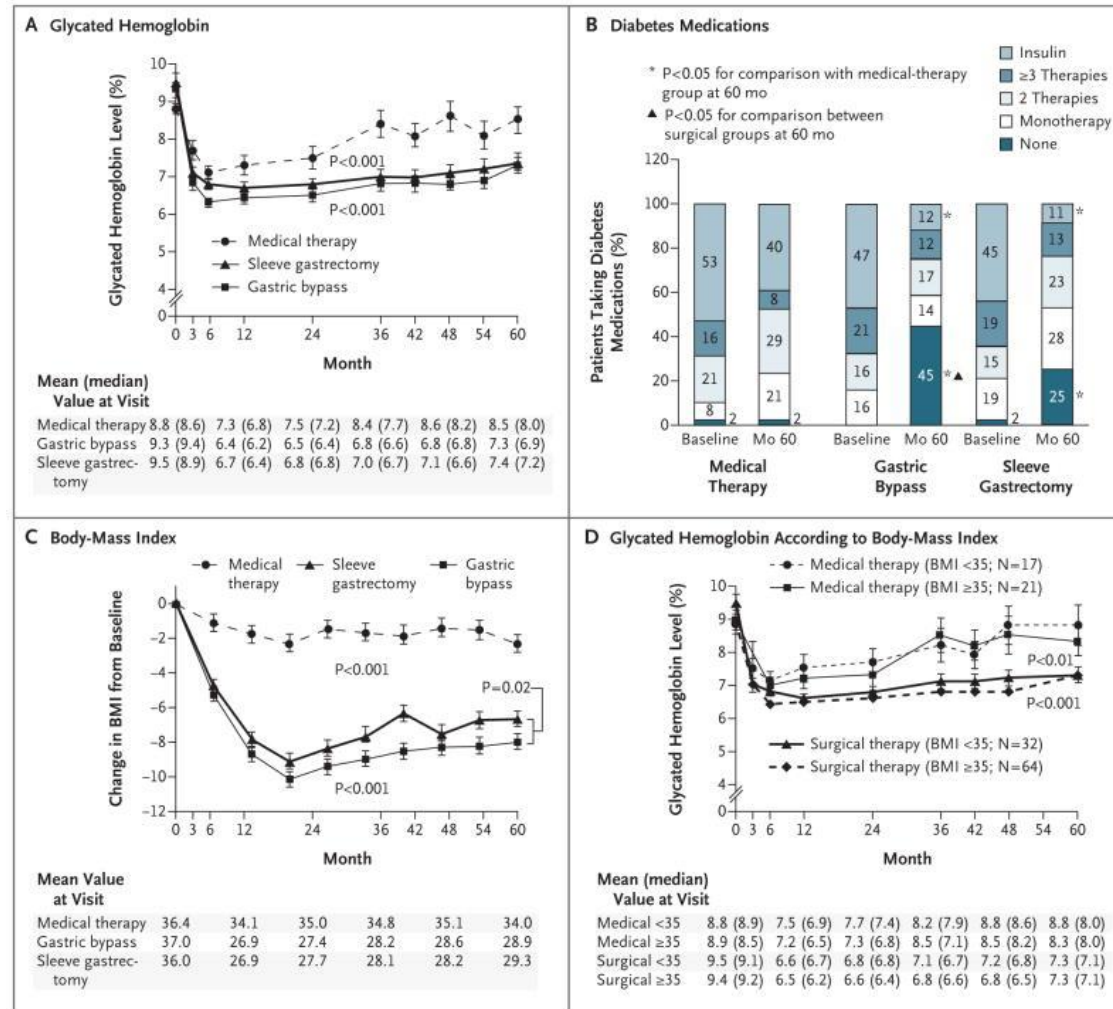 A Glycated Hemoglobin
Glycated Hemoglobin Level (%)
10
9
8
7
6
5
4
0
P<0.001
P<0.001
Medical therapy
Sleeve gastrectomy
Gastric bypass
0 3 6 12 24 36 42 48 54 60
Month
Mean (median)
Value at Visit
Medical therapy 8.8 (8.6) 7.3 (6.8) 7.5 (7.2) 8.4 (7.7) 8.6 (8.2) 8.5 (8.0)
Gastric bypass 9.3 (9.4) 6.4 (6.2) 6.5 (6.4) 6.8 (6.6) 6.8 (6.8) 7.3 (6.9)
Sleeve gastrec- 9.5 (8.9) 6.7 (6.4) 6.8 (6.8) 7.0 (6.7) 7.1 (6.6) 7.4 (7.2)
tomy
B Diabetes Medications
Insulin
≥3 Therapies
2 Therapies
Monotherapy
None
* P<0.05 for comparison with medical-therapy
group at 60 mo
▲ P<0.05 for comparison between
surgical groups at 60 mo
Patients Taking Diabetes
Medications (%)
120
100
80
60
40
20
0
53
16
21
8
2
40
8
29
21
2
47
21
16
16
12 *
12
17
14
45 *▲
45
19
15
19
2
11 *
13
23
28
25 *
Baseline Mo 60 Baseline Mo 60 Baseline Mo 60
Medical
Therapy
Gastric
Bypass
Sleeve
Gastrectomy
C Body-Mass Index
Medical
therapy
Sleeve
gastrectomy
Gastric
bypass
Change in BMI from Baseline
0
−2
−4
−6
−8
−10
−12
P<0.001
P=0.02
P<0.001
0 3 6 12 24 36 42 48 54 60
Month
Mean Value
at Visit
Medical therapy 36.4 34.1 35.0 34.8 35.1 34.0
Gastric bypass 37.0 26.9 27.4 28.2 28.6 28.9
Sleeve gastrec- 36.0 26.9 27.7 28.1 28.2 29.3
tomy
D Glycated Hemoglobin According to Body-Mass Index
Medical therapy (BMI <35; N=17)
Medical therapy (BMI ≥35; N=21)
Glycated Hemoglobin Level (%)
10
9
8
7
6
5
4
0
P<0.01
P<0.001
Surgical therapy (BMI <35; N=32)
Surgical therapy (BMI ≥35; N=64)
0 3 6 12 24 36 42 48 54 60
Month
Mean (median)
Value at Visit
Medical <35 8.8 (8.9) 7.5 (6.9) 7.7 (7.4) 8.2 (7.9) 8.8 (8.6) 8.8 (8.0)
Medical ≥35 8.9 (8.5) 7.2 (6.5) 7.3 (6.8) 8.5 (7.1) 8.5 (8.2) 8.3 (8.0)
Surgical <35 9.5 (9.1) 6.6 (6.7) 6.8 (6.8) 7.1 (6.7) 7.2 (6.8) 7.3 (7.1)
Surgical ≥35 9.4 (9.2) 6.5 (6.2) 6.6 (6.4) 6.8 (6.6) 6.8 (6.5) 7.3 (7.1)